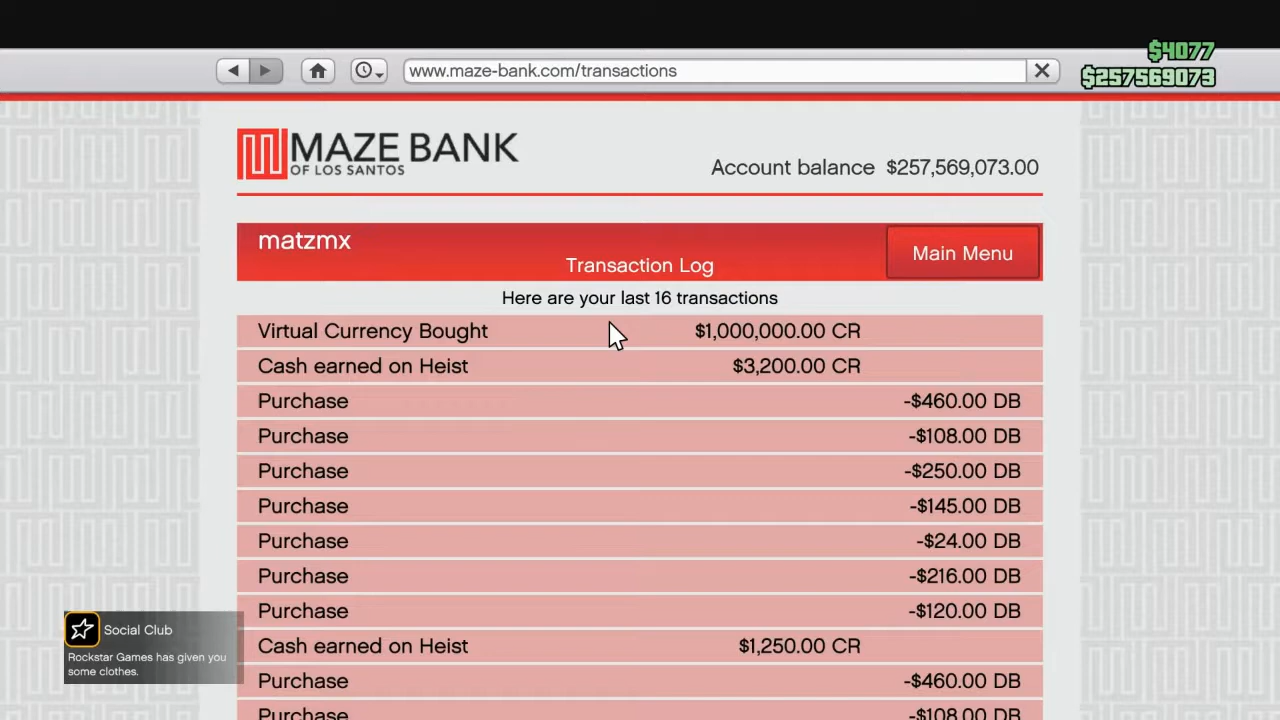 $4077
www.maze-bank.com/transactions
$257569073
MAZE BANK
OF LOS SANTOS
Account balance $257,569,073.00
matzmx
Main Menu
Transaction Log
Here are your last 16 transactions
Virtual Currency Bought $1,000,000.00 CR
Cash earned on Heist $3,200.00 CR
Purchase -$460.00 DB
Purchase -$108.00 DB
Purchase -$250.00 DB
Purchase -$145.00 DB
Purchase -$24.00 DB
Purchase -$216.00 DB
Purchase -$120.00 DB
Cash earned on Heist $1,250.00 CR
Purchase -$460.00 DB
Purchase -$108.00 DB
Social Club
Rockstar Games has given you
some clothes.